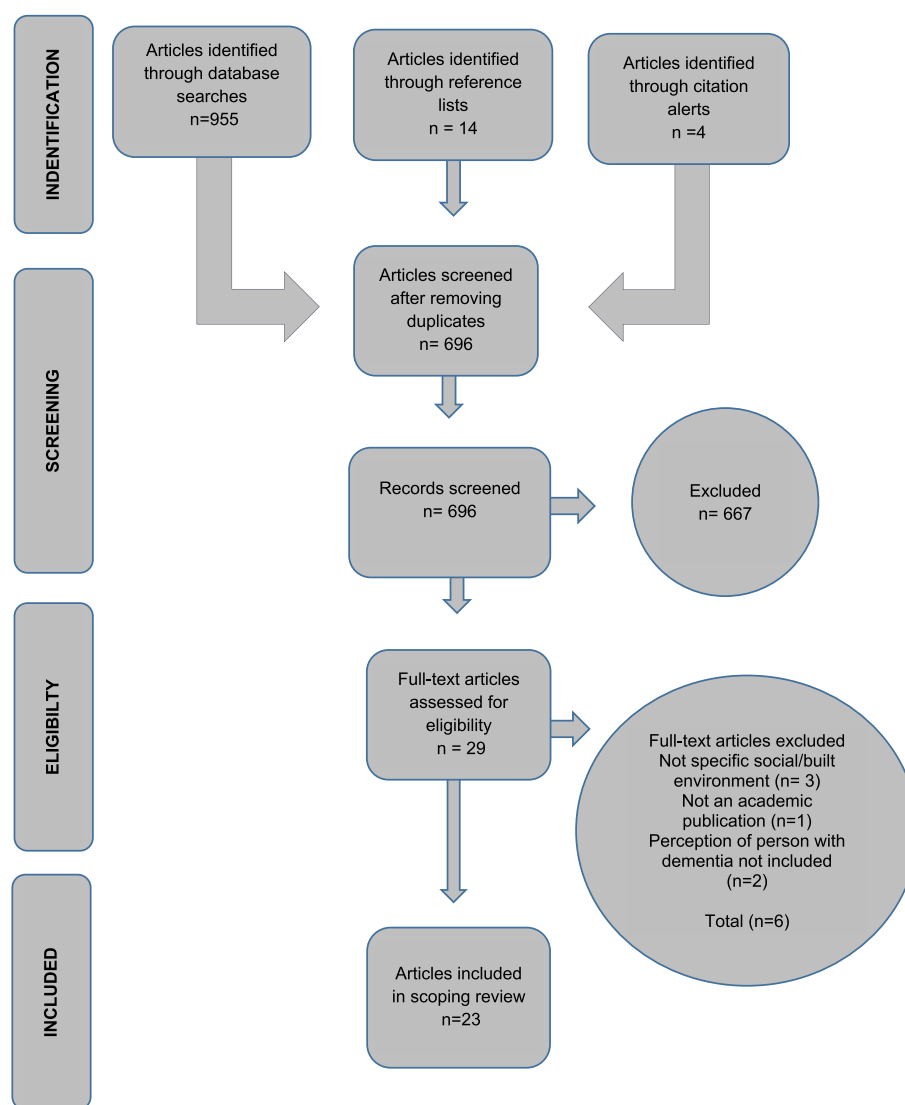 INDENTIFICATION
Articles identified
through database
searches
n=955
Articles identified
through reference
lists
n = 14
Articles identified
through citation
alerts
n =4
SCREENING
Articles screened
after removing
duplicates
n= 696
Records screened
n= 696
Excluded
n= 667
ELIGIBILTY
Full-text articles
assessed for
eligibility
n = 29
Full-text articles excluded
Not specific social/built
environment (n= 3)
Not an academic
publication (n=1)
Perception of person with
dementia not included
(n=2)
Total (n=6)
INCLUDED
Articles included
in scoping review
n=23